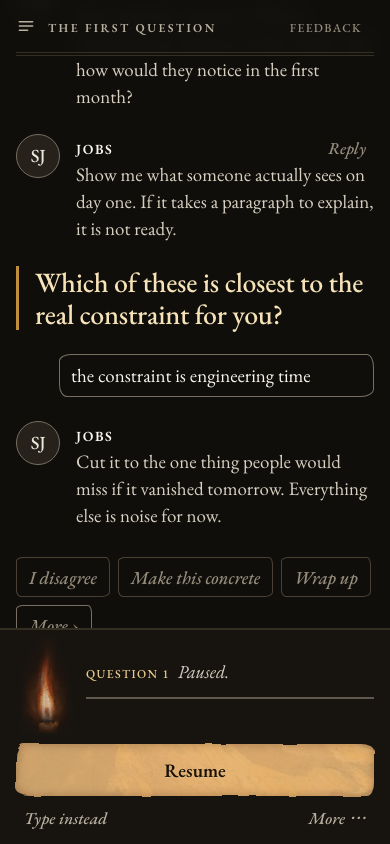 THE FIRST QUESTION
FEEDBACK
how would they notice in the first
month?
SJ
JOBS
Reply
Show me what someone actually sees on
day one. If it takes a paragraph to explain,
it is not ready.
Which of these is closest to the
real constraint for you?
the constraint is engineering time
SJ
JOBS
Cut it to the one thing people would
miss if it vanished tomorrow. Everything
else is noise for now.
I disagree
Make this concrete
Wrap up
More ›
QUESTION 1 Paused.
Resume
Type instead
More ···